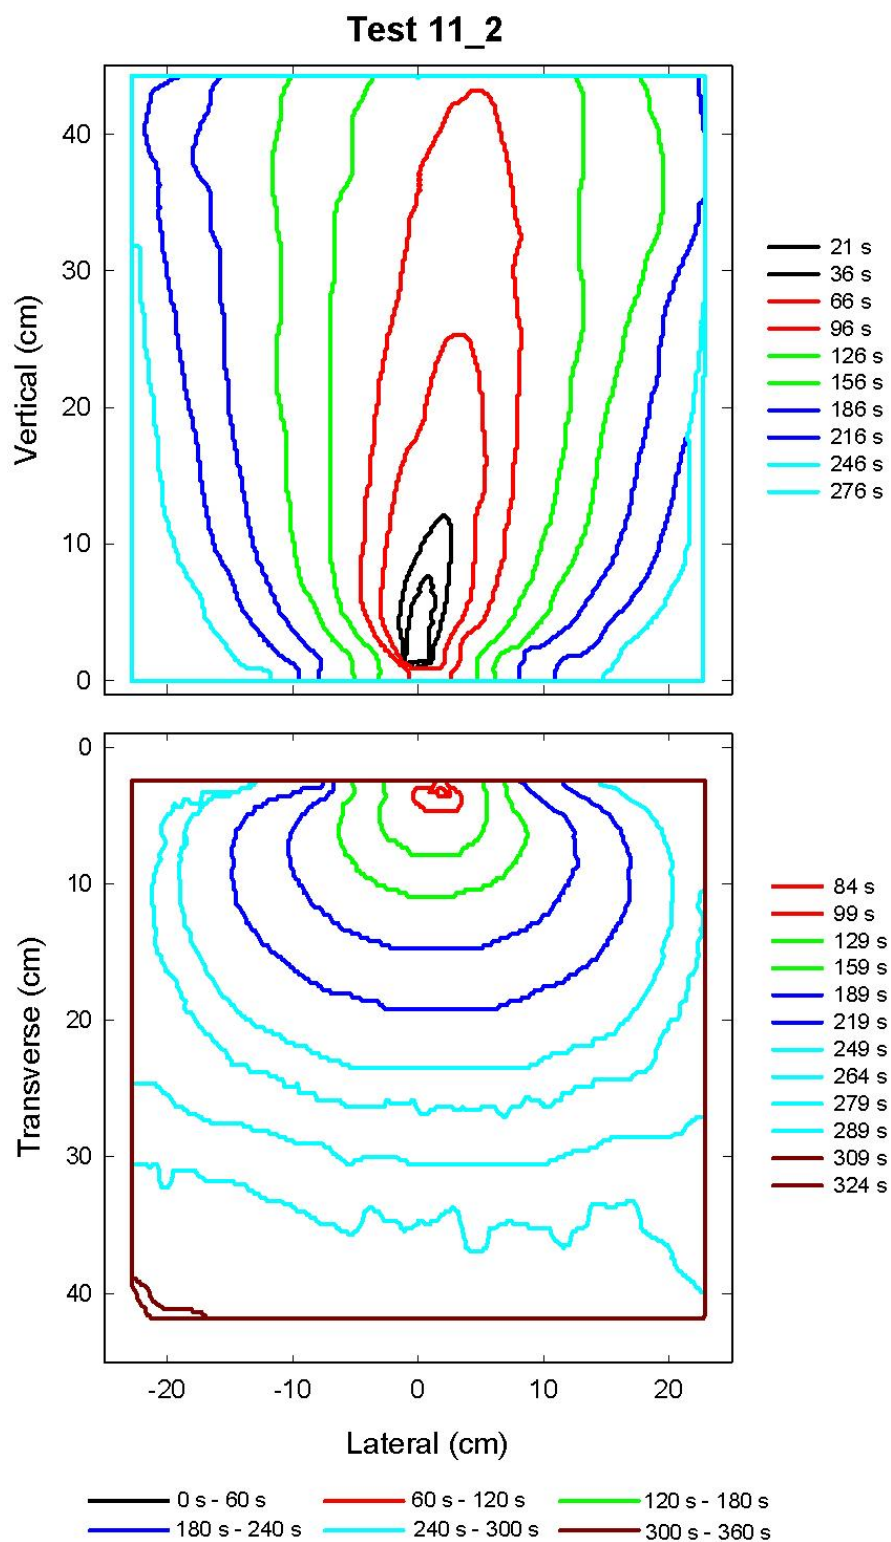 Test 11_2
40
30
20
10
0
Vertical (cm)
21 s
36 s
66 s
96 s
126 s
156 s
186 s
216 s
246 s
276 s
0
10
20
30
40
Transverse (cm)
84 s
99 s
129 s
159 s
189 s
219 s
249 s
264 s
279 s
289 s
309 s
324 s
-20 -10 0 10 20
Lateral (cm)
0 s - 60 s 60 s - 120 s 120 s - 180 s
180 s - 240 s 240 s - 300 s 300 s - 360 s